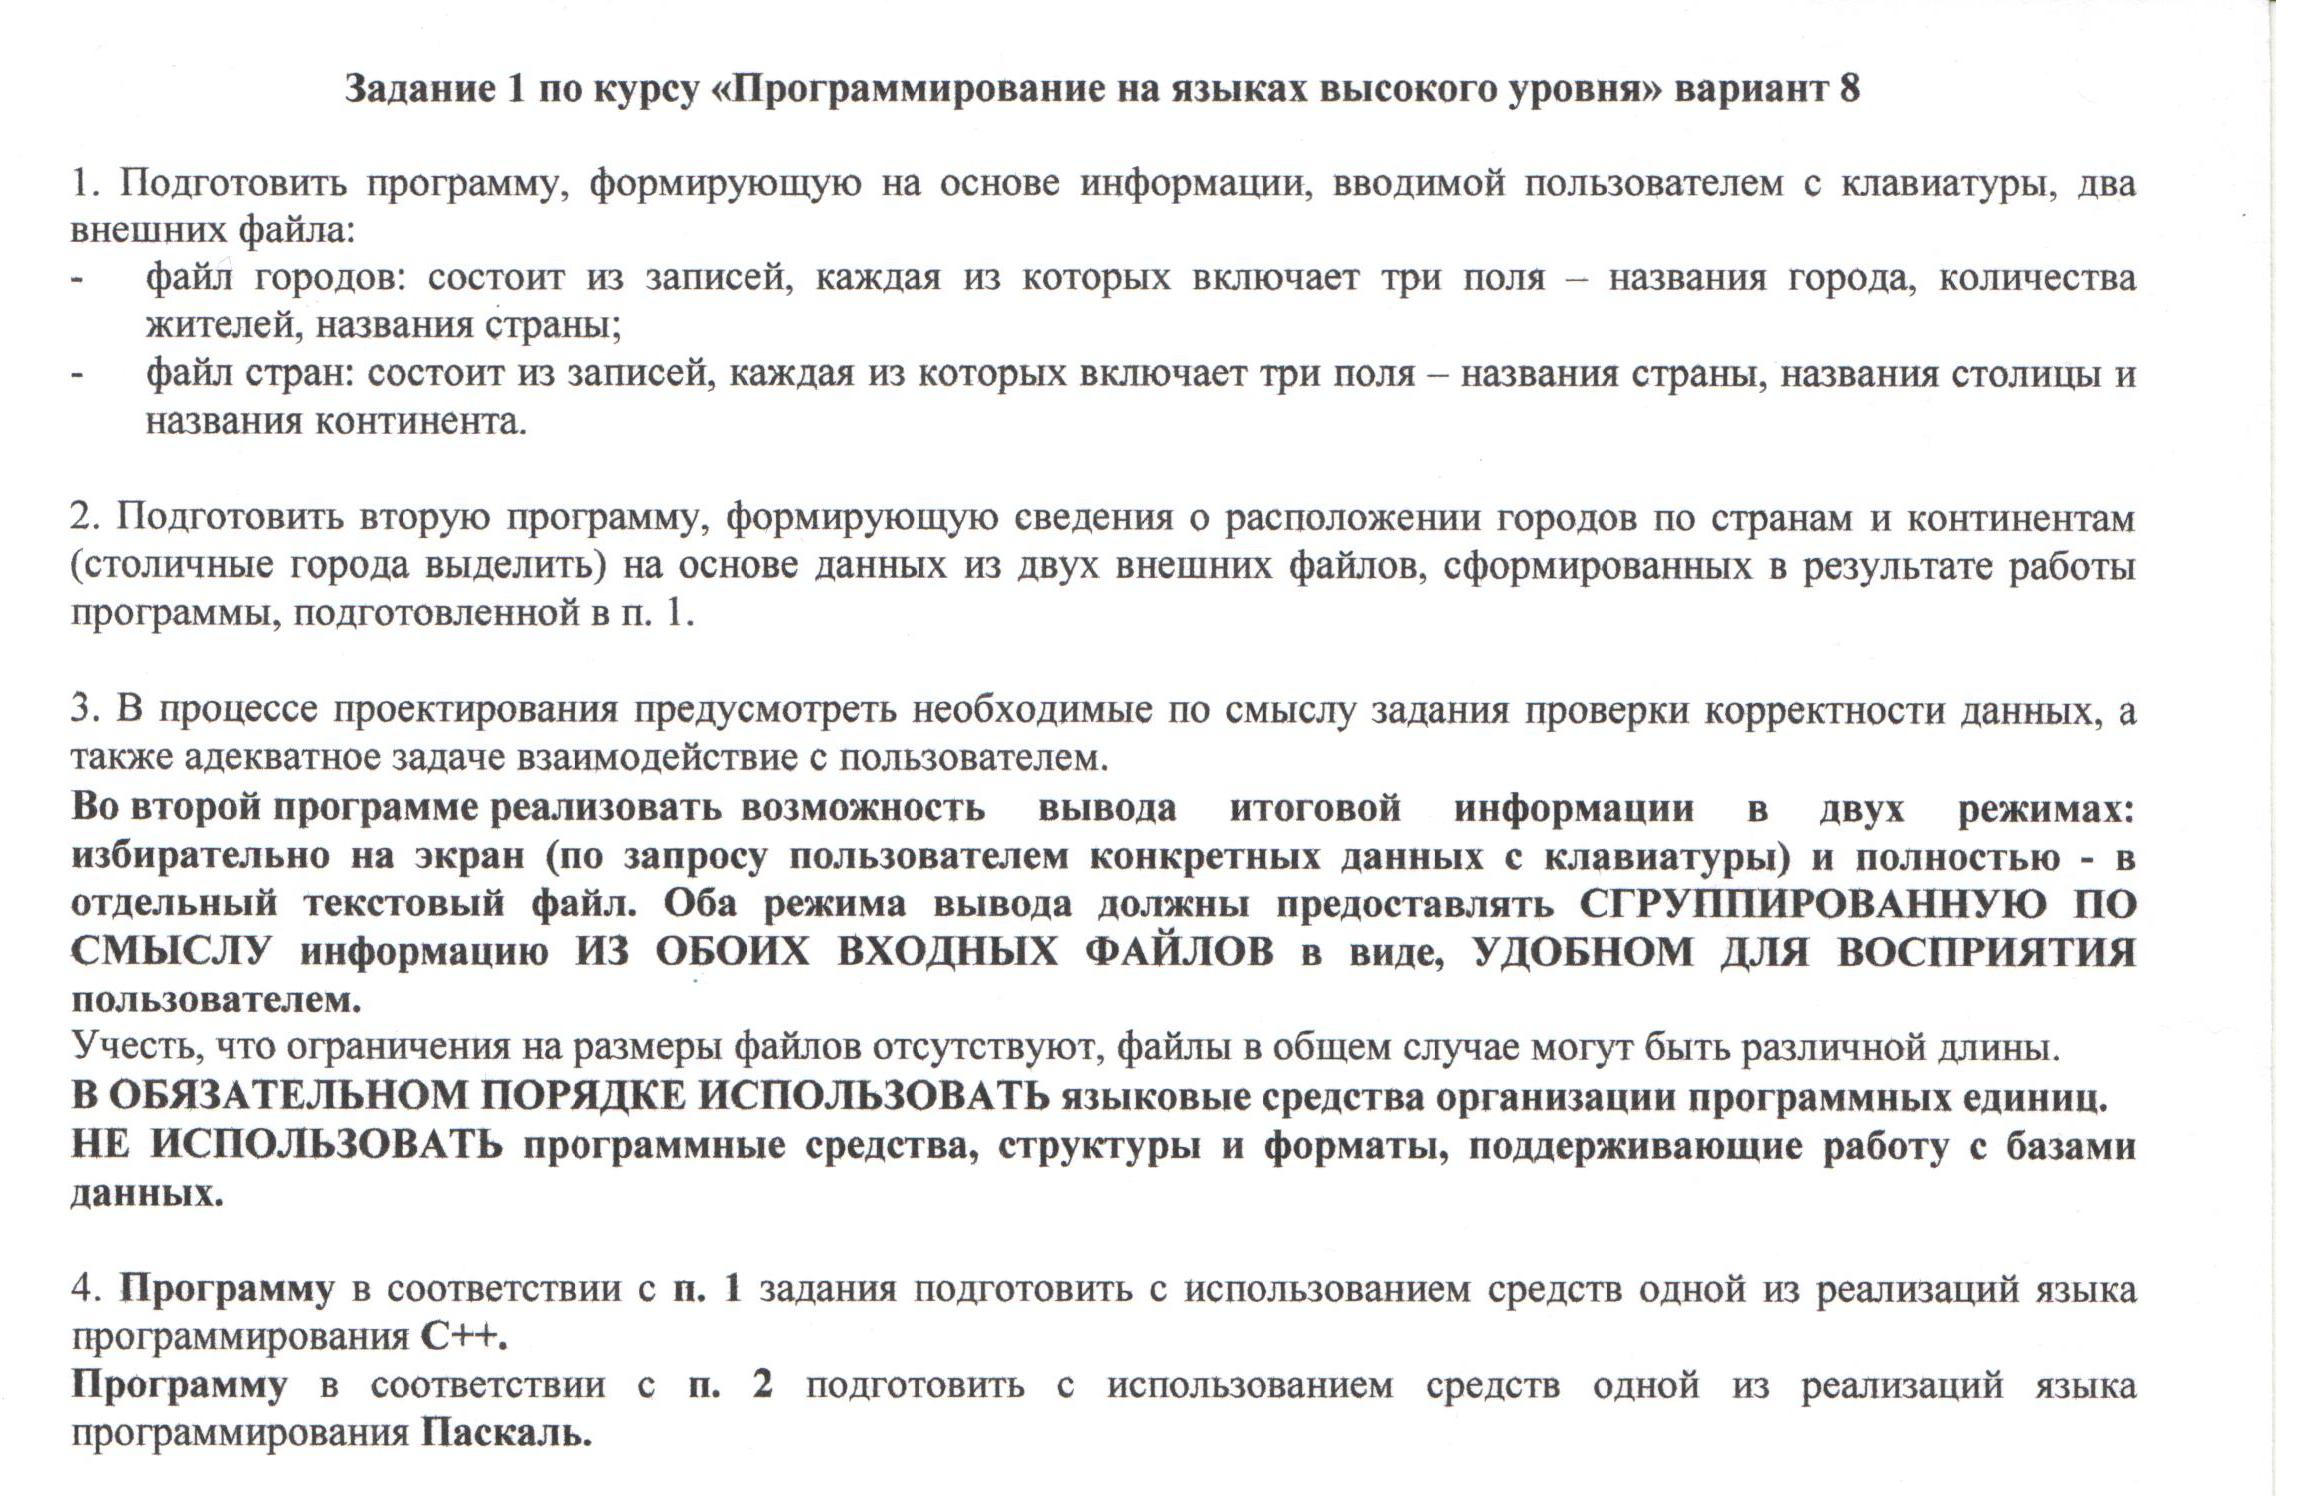 Задание 1 по курсу «Программирование на языках высокого уровня» вариант 8
1. Подготовить программу, формирующую на основе информации, вводимой пользователем с клавиатуры, два
внешних файла:
- файл городов: состоит из записей, каждая из которых включает три поля – названия города, количества
жителей, названия страны;
- файл стран: состоит из записей, каждая из которых включает три поля – названия страны, названия столицы и
названия континента.
2. Подготовить вторую программу, формирующую сведения о расположении городов по странам и континентам
(столичные города выделить) на основе данных из двух внешних файлов, сформированных в результате работы
программы, подготовленной в п. 1.
3. В процессе проектирования предусмотреть необходимые по смыслу задания проверки корректности данных, а
также адекватное задаче взаимодействие с пользователем.
Во второй программе реализовать возможность вывода итоговой информации в двух режимах:
избирательно на экран (по запросу пользователем конкретных данных с клавиатуры) и полностью - в
отдельный текстовый файл. Оба режима вывода должны предоставлять СГРУППИРОВАННУЮ ПО
СМЫСЛУ информацию ИЗ ОБОИХ ВХОДНЫХ ФАЙЛОВ в виде, УДОБНОМ ДЛЯ ВОСПРИЯТИЯ
пользователем.
Учесть, что ограничения на размеры файлов отсутствуют, файлы в общем случае могут быть различной длины.
В ОБЯЗАТЕЛЬНОМ ПОРЯДКЕ ИСПОЛЬЗОВАТЬ языковые средства организации программных единиц.
НЕ ИСПОЛЬЗОВАТЬ программные средства, структуры и форматы, поддерживающие работу с базами
данных.
4. Программу в соответствии с п. 1 задания подготовить с использованием средств одной из реализаций языка
программирования С++.
Программу в соответствии с п. 2 подготовить с использованием средств одной из реализаций языка
программирования Паскаль.